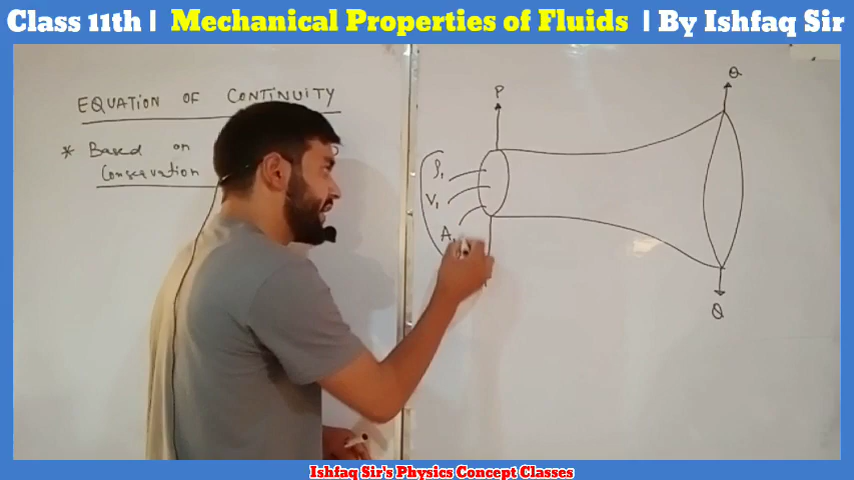 Class 11th | Mechanical Properties of Fluids | By Ishfaq Sir
EQUATION OF CONTINUITY
* Based on
Conservation
P
Q
ρ₁
V₁
A₁
Q
Ishfaq Sir's Physics Concept Classes